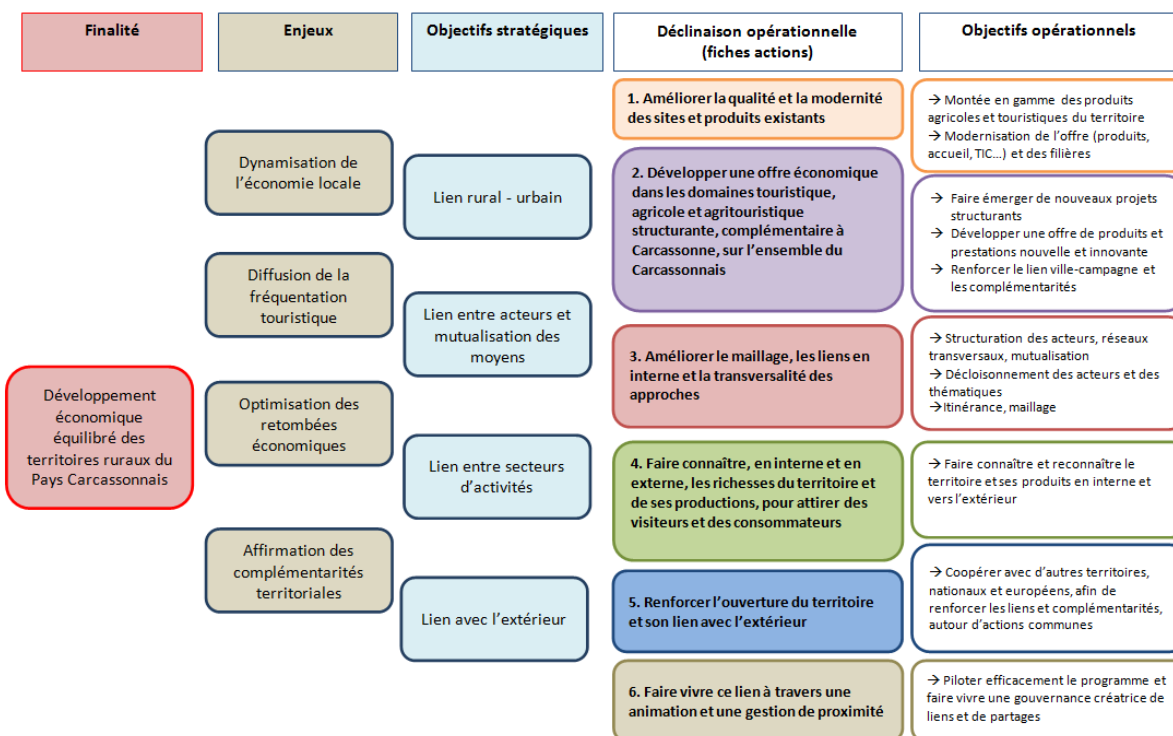 Finalité
Enjeux
Objectifs stratégiques
Déclinaison opérationnelle
(fiches actions)
Objectifs opérationnels
Développement
économique
équilibré des
territoires ruraux du
Pays Carcassonnais
Dynamisation de
l'économie locale
Diffusion de la
fréquentation
touristique
Optimisation des
retombées
économiques
Affirmation des
complémentarités
territoriales
Lien rural - urbain
Lien entre acteurs et
mutualisation des
moyens
Lien entre secteurs
d'activités
Lien avec l'extérieur
1. Améliorer la qualité et la modernité
des sites et produits existants
2. Développer une offre économique
dans les domaines touristique,
agricole et agritouristique
structurante, complémentaire à
Carcassonne, sur l'ensemble du
Carcassonnais
3. Améliorer le maillage, les liens en
interne et la transversalité des
approches
4. Faire connaître, en interne et en
externe, les richesses du territoire et
de ses productions, pour attirer des
visiteurs et des consommateurs
5. Renforcer l'ouverture du territoire
et son lien avec l'extérieur
6. Faire vivre ce lien à travers une
animation et une gestion de proximité
→ Montée en gamme des produits
agricoles et touristiques du territoire
→ Modernisation de l'offre (produits,
accueil, TIC...) et des filières
→ Faire émerger de nouveaux projets
structurants
→ Développer une offre de produits et
prestations nouvelle et innovante
→ Renforcer le lien ville-campagne et
les complémentarités
→ Structuration des acteurs, réseaux
transversaux, mutualisation
→ Décloisonnement des acteurs et des
thématiques
→Itinérance, maillage
→ Faire connaître et reconnaître le
territoire et ses produits en interne et
vers l'extérieur
→ Coopérer avec d'autres territoires,
nationaux et européens, afin de
renforcer les liens et complémentarités,
autour d'actions communes
→ Piloter efficacement le programme et
faire vivre une gouvernance créatrice de
liens et de partages